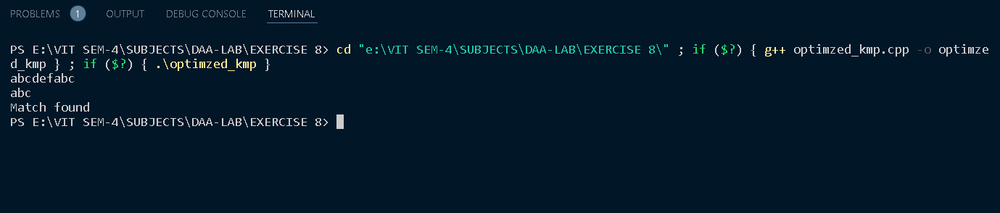 PROBLEMS 1 OUTPUT DEBUG CONSOLE TERMINAL
PS E:\VIT SEM-4\SUBJECTS\DAA-LAB\EXERCISE 8> cd "e:\VIT SEM-4\SUBJECTS\DAA-LAB\EXERCISE 8\" ; if ($?) { g++ optimzed_kmp.cpp -o optimze
d_kmp } ; if ($?) { .\optimzed_kmp }
abcdefabc
abc
Match found
PS E:\VIT SEM-4\SUBJECTS\DAA-LAB\EXERCISE 8>